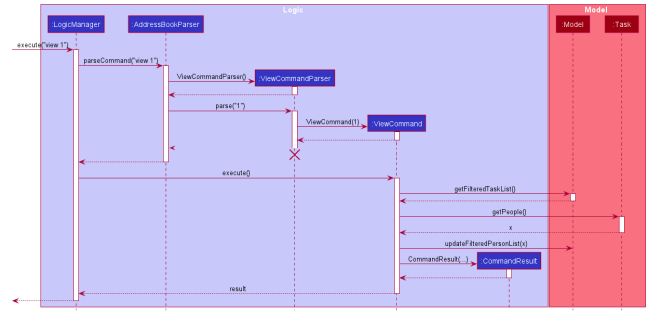 Logic
Model
:LogicManager
:AddressBookParser
:Model
:Task
execute("view 1")
parseCommand("view 1")
ViewCommandParser()
:ViewCommandParser
parse("1")
ViewCommand(1)
:ViewCommand
execute()
getFilteredTaskList()
getPeople()
x
updateFilteredPersonList(x)
CommandResult(...)
:CommandResult
result